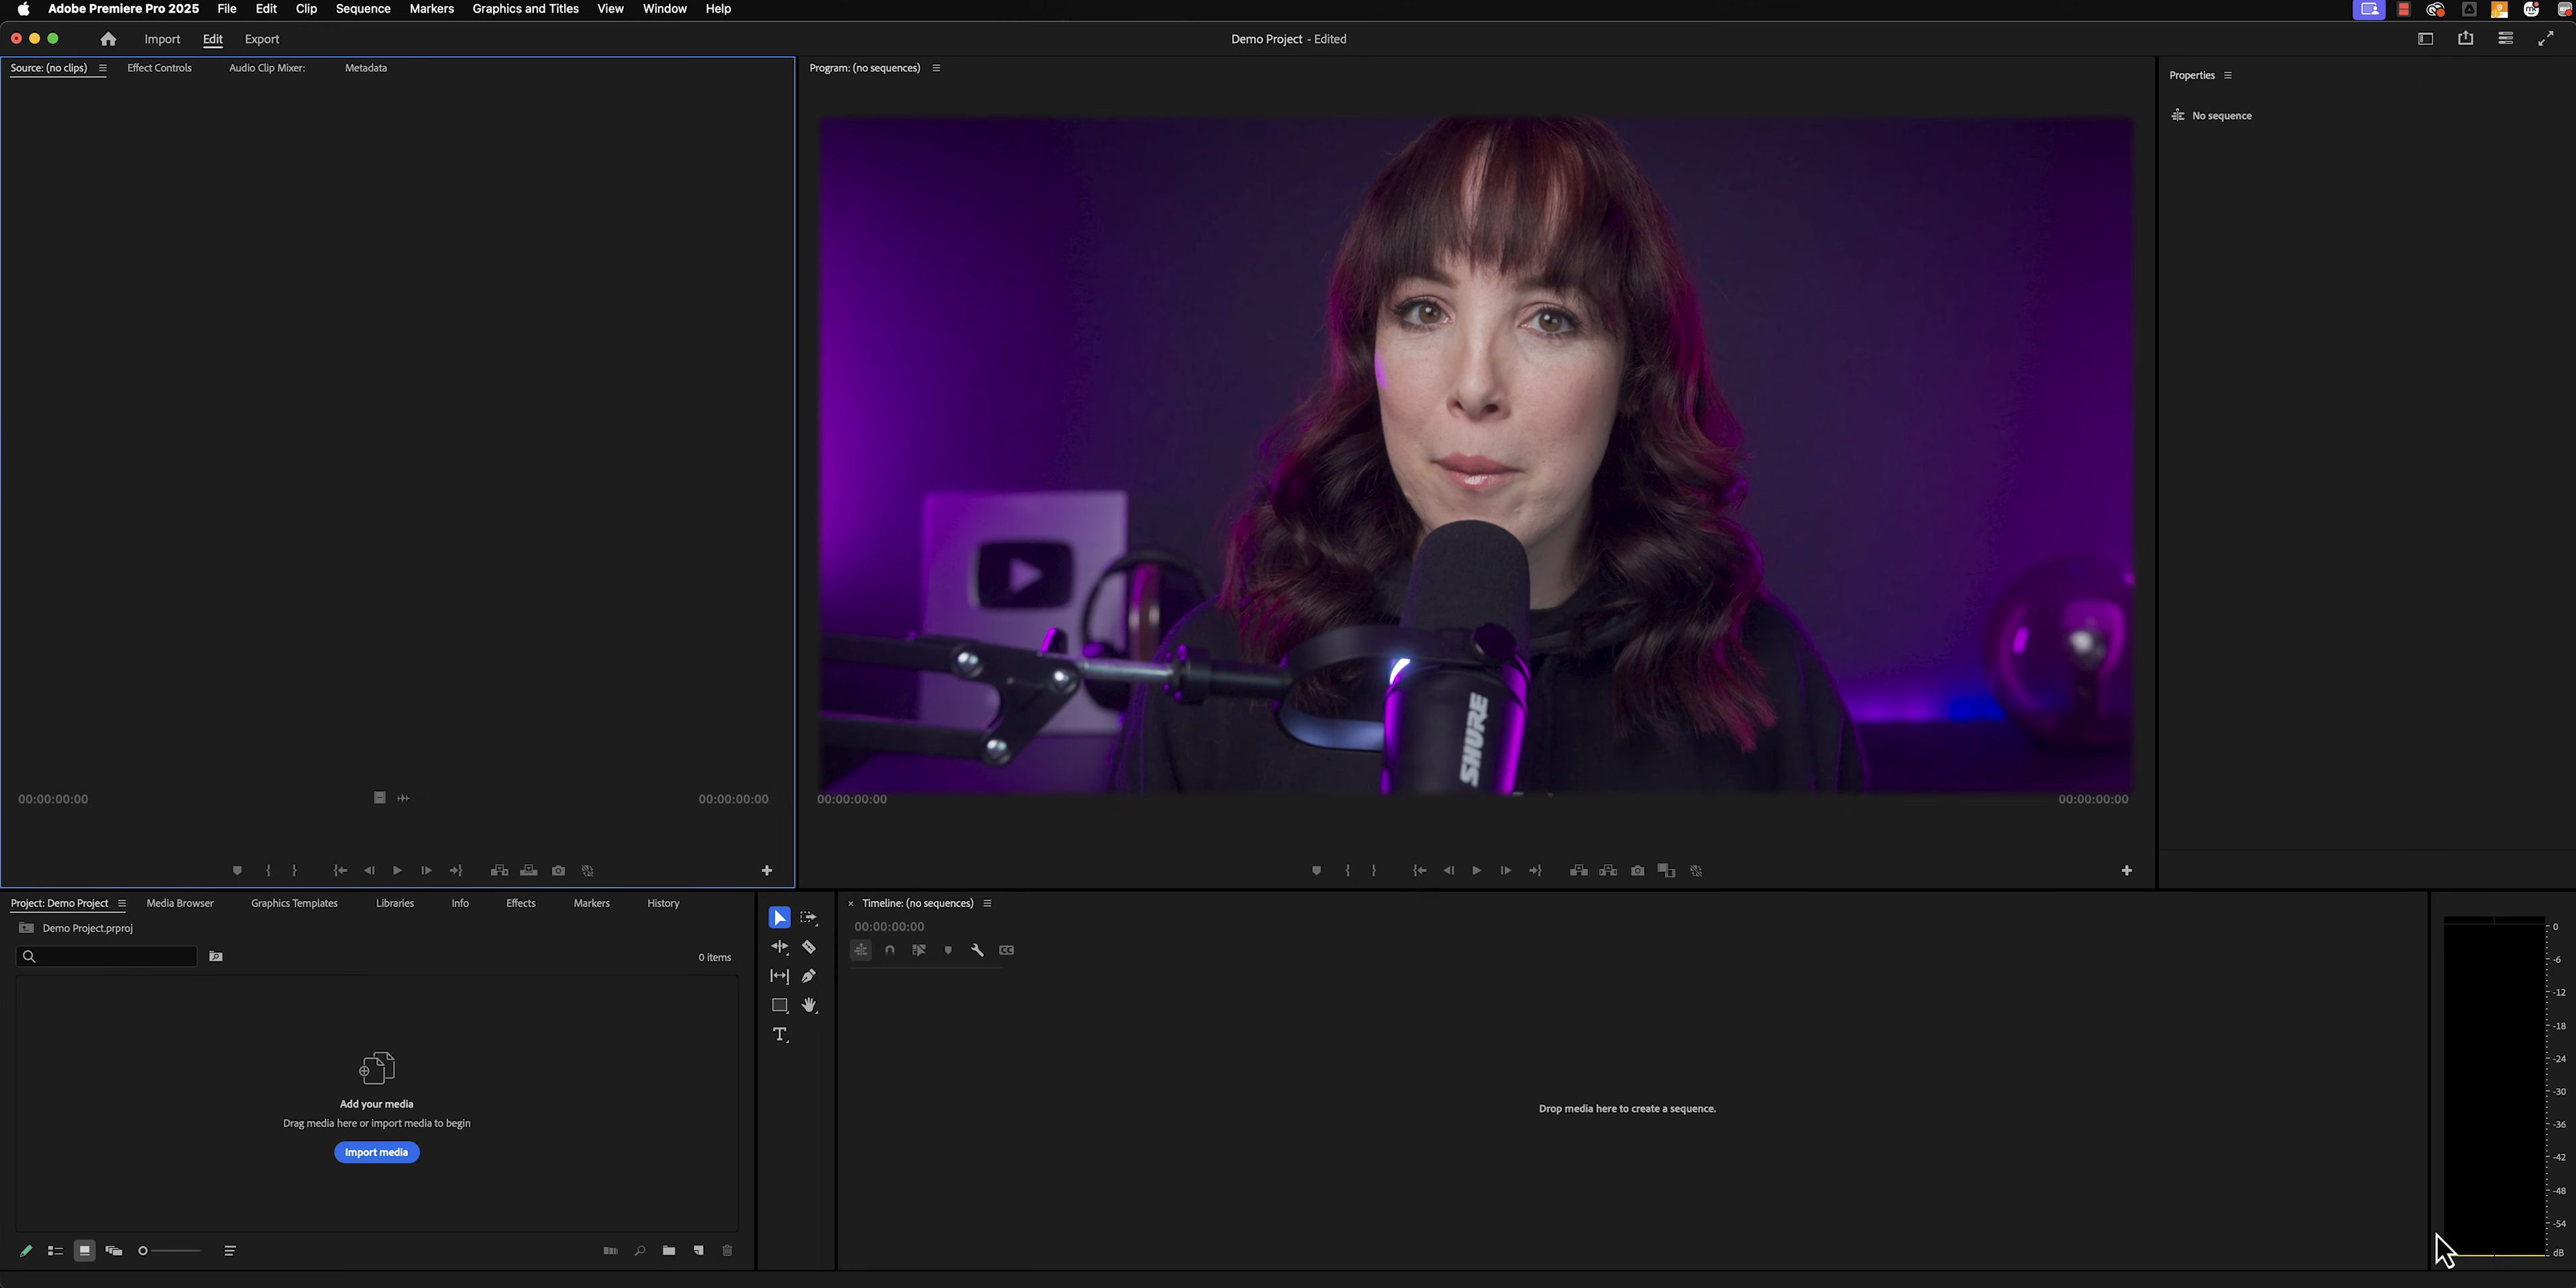 Adobe Premiere Pro 2025 File Edit Clip Sequence Markers Graphics and Titles View Window Help
Import Edit Export
Demo Project - Edited
Source: (no clips) Effect Controls Audio Clip Mixer: Metadata
Program: (no sequences)
Properties
No sequence
SHURE
00:00:00:00
00:00:00:00
00:00:00:00
00:00:00:00
Project: Demo Project Media Browser Graphics Templates Libraries Info Effects Markers History
Demo Project.prproj
0 items
Add your media
Drag media here or import media to begin
Import media
T
Timeline: (no sequences)
00:00:00:00
CC
Drop media here to create a sequence.
0
-6
-12
-18
-24
-30
-36
-42
-48
-54
dB